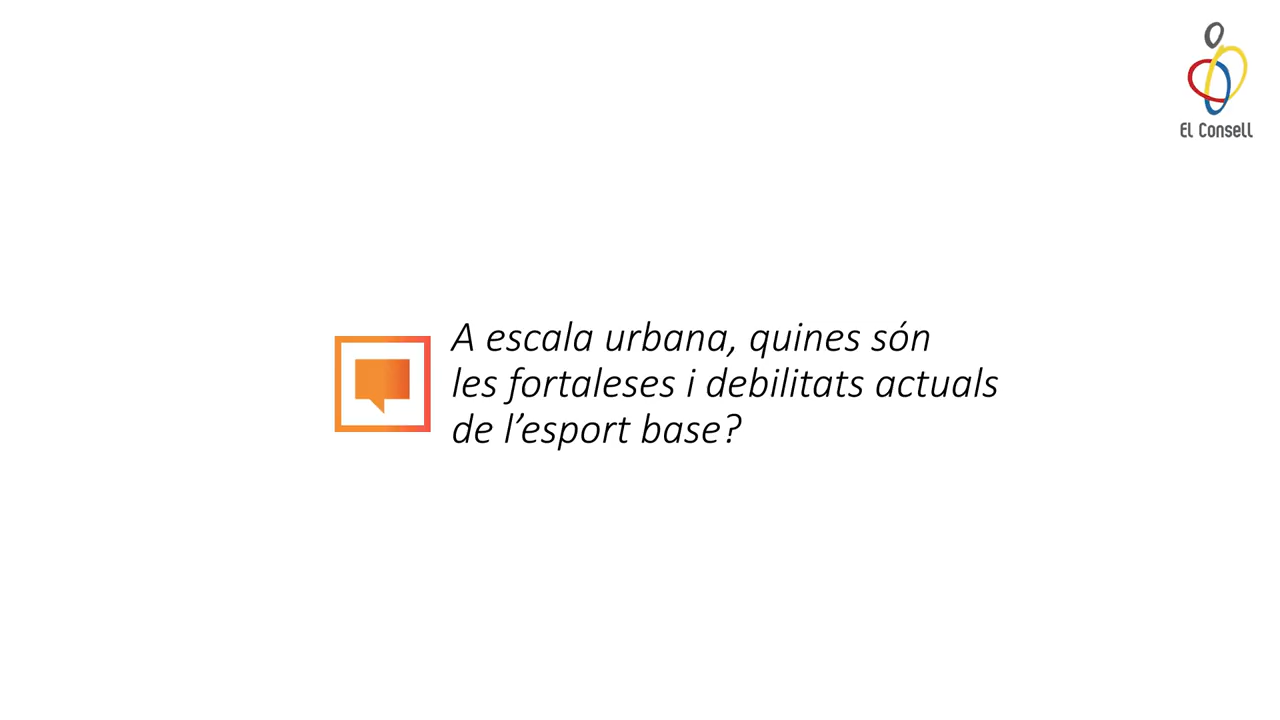 El Consell
A escala urbana, quines són
les fortaleses i debilitats actuals
de l’esport base?